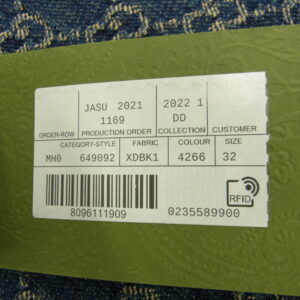 JASU 2021 2022 1
1169 DD
ORDER-ROW PRODUCTION ORDER COLLECTION CUSTOMER
CATEGORY-STYLE FABRIC COLOUR SIZE
MH0 649092 XDBK1 4266 32
RFID
8096111909 0235589900